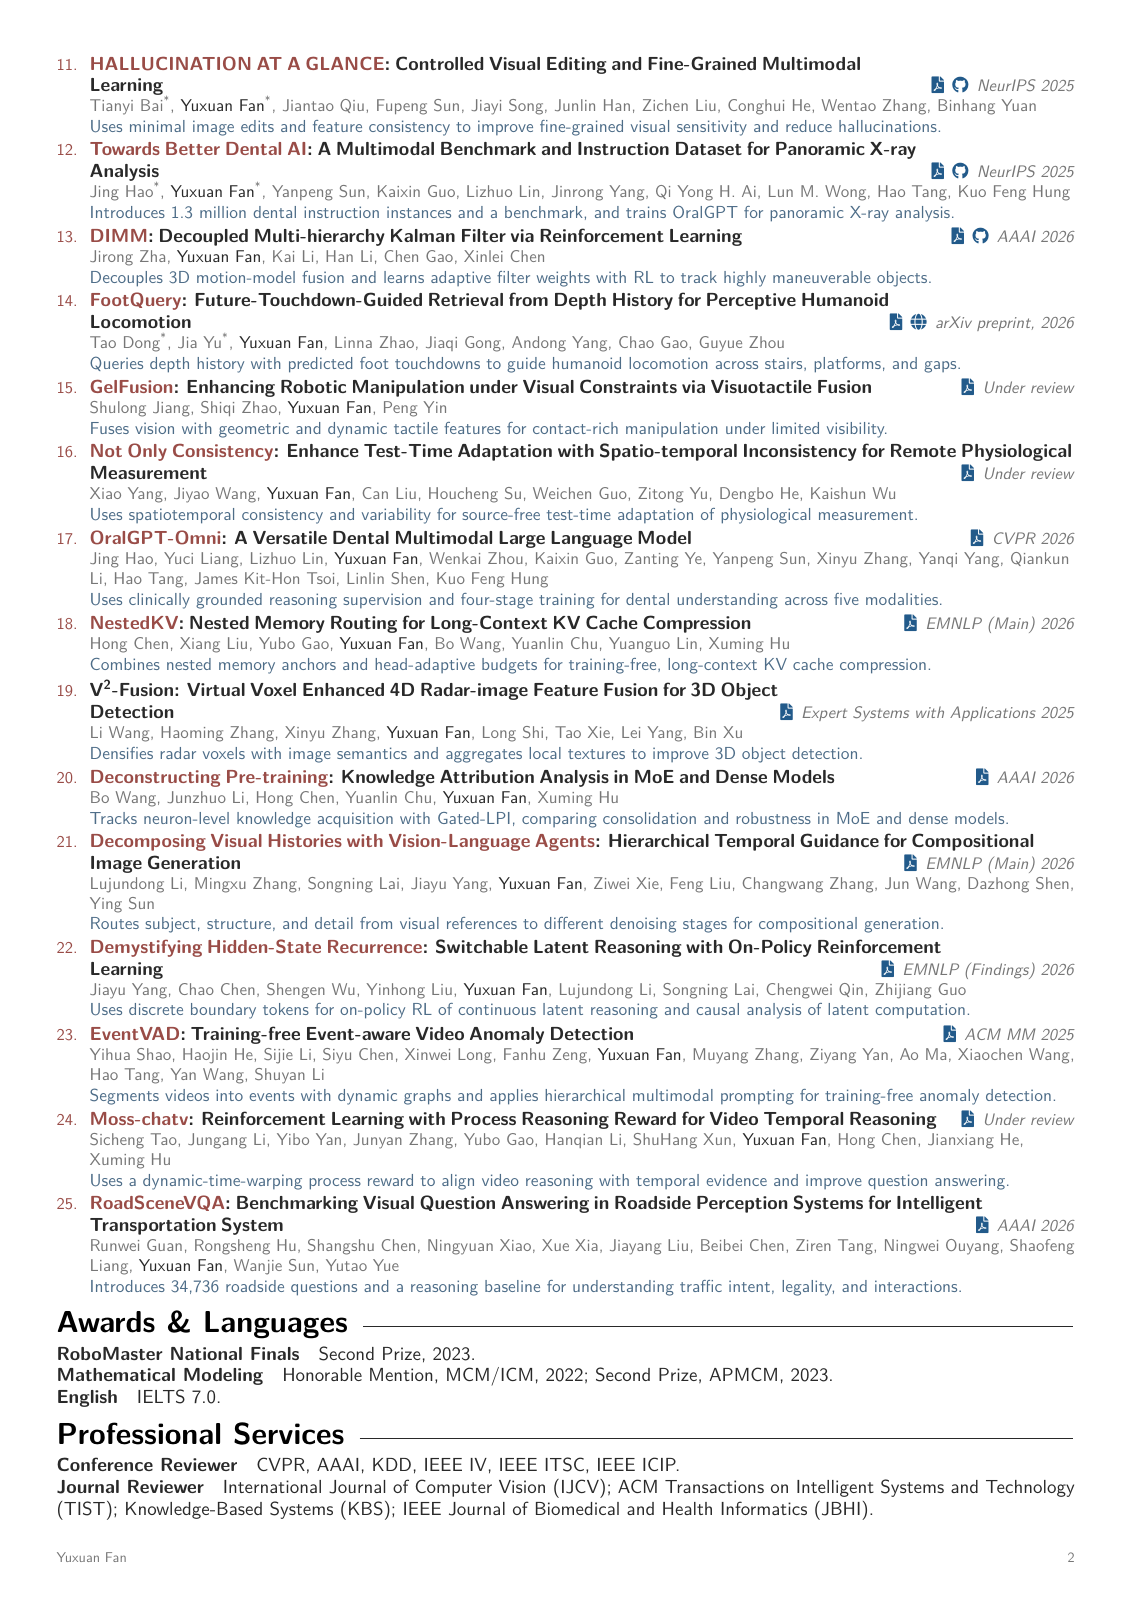 11. HALLUCINATION AT A GLANCE: Controlled Visual Editing and Fine-Grained Multimodal
Learning NeurIPS 2025
Tianyi Bai*, Yuxuan Fan*, Jiantao Qiu, Fupeng Sun, Jiayi Song, Junlin Han, Zichen Liu, Conghui He, Wentao Zhang, Binhang Yuan
Uses minimal image edits and feature consistency to improve fine-grained visual sensitivity and reduce hallucinations.
12. Towards Better Dental AI: A Multimodal Benchmark and Instruction Dataset for Panoramic X-ray
Analysis NeurIPS 2025
Jing Hao*, Yuxuan Fan*, Yanpeng Sun, Kaixin Guo, Lizhuo Lin, Jinrong Yang, Qi Yong H. Ai, Lun M. Wong, Hao Tang, Kuo Feng Hung
Introduces 1.3 million dental instruction instances and a benchmark, and trains OralGPT for panoramic X-ray analysis.
13. DIMM: Decoupled Multi-hierarchy Kalman Filter via Reinforcement Learning AAAI 2026
Jirong Zha, Yuxuan Fan, Kai Li, Han Li, Chen Gao, Xinlei Chen
Decouples 3D motion-model fusion and learns adaptive filter weights with RL to track highly maneuverable objects.
14. FootQuery: Future-Touchdown-Guided Retrieval from Depth History for Perceptive Humanoid
Locomotion arXiv preprint, 2026
Tao Dong*, Jia Yu*, Yuxuan Fan, Linna Zhao, Jiaqi Gong, Andong Yang, Chao Gao, Guyue Zhou
Queries depth history with predicted foot touchdowns to guide humanoid locomotion across stairs, platforms, and gaps.
15. GelFusion: Enhancing Robotic Manipulation under Visual Constraints via Visuotactile Fusion Under review
Shulong Jiang, Shiqi Zhao, Yuxuan Fan, Peng Yin
Fuses vision with geometric and dynamic tactile features for contact-rich manipulation under limited visibility.
16. Not Only Consistency: Enhance Test-Time Adaptation with Spatio-temporal Inconsistency for Remote Physiological
Measurement Under review
Xiao Yang, Jiyao Wang, Yuxuan Fan, Can Liu, Houcheng Su, Weichen Guo, Zitong Yu, Dengbo He, Kaishun Wu
Uses spatiotemporal consistency and variability for source-free test-time adaptation of physiological measurement.
17. OralGPT-Omni: A Versatile Dental Multimodal Large Language Model CVPR 2026
Jing Hao, Yuci Liang, Lizhuo Lin, Yuxuan Fan, Wenkai Zhou, Kaixin Guo, Zanting Ye, Yanpeng Sun, Xinyu Zhang, Yanqi Yang, Qiankun
Li, Hao Tang, James Kit-Hon Tsoi, Linlin Shen, Kuo Feng Hung
Uses clinically grounded reasoning supervision and four-stage training for dental understanding across five modalities.
18. NestedKV: Nested Memory Routing for Long-Context KV Cache Compression EMNLP (Main) 2026
Hong Chen, Xiang Liu, Yubo Gao, Yuxuan Fan, Bo Wang, Yuanlin Chu, Yuanguo Lin, Xuming Hu
Combines nested memory anchors and head-adaptive budgets for training-free, long-context KV cache compression.
19. V²-Fusion: Virtual Voxel Enhanced 4D Radar-image Feature Fusion for 3D Object
Detection Expert Systems with Applications 2025
Li Wang, Haoming Zhang, Xinyu Zhang, Yuxuan Fan, Long Shi, Tao Xie, Lei Yang, Bin Xu
Densifies radar voxels with image semantics and aggregates local textures to improve 3D object detection.
20. Deconstructing Pre-training: Knowledge Attribution Analysis in MoE and Dense Models AAAI 2026
Bo Wang, Junzhuo Li, Hong Chen, Yuanlin Chu, Yuxuan Fan, Xuming Hu
Tracks neuron-level knowledge acquisition with Gated-LPI, comparing consolidation and robustness in MoE and dense models.
21. Decomposing Visual Histories with Vision-Language Agents: Hierarchical Temporal Guidance for Compositional
Image Generation EMNLP (Main) 2026
Lujundong Li, Mingxu Zhang, Songning Lai, Jiayu Yang, Yuxuan Fan, Ziwei Xie, Feng Liu, Changwang Zhang, Jun Wang, Dazhong Shen,
Ying Sun
Routes subject, structure, and detail from visual references to different denoising stages for compositional generation.
22. Demystifying Hidden-State Recurrence: Switchable Latent Reasoning with On-Policy Reinforcement
Learning EMNLP (Findings) 2026
Jiayu Yang, Chao Chen, Shengen Wu, Yinhong Liu, Yuxuan Fan, Lujundong Li, Songning Lai, Chengwei Qin, Zhijiang Guo
Uses discrete boundary tokens for on-policy RL of continuous latent reasoning and causal analysis of latent computation.
23. EventVAD: Training-free Event-aware Video Anomaly Detection ACM MM 2025
Yihua Shao, Haojin He, Sijie Li, Siyu Chen, Xinwei Long, Fanhu Zeng, Yuxuan Fan, Muyang Zhang, Ziyang Yan, Ao Ma, Xiaochen Wang,
Hao Tang, Yan Wang, Shuyan Li
Segments videos into events with dynamic graphs and applies hierarchical multimodal prompting for training-free anomaly detection.
24. Moss-chatv: Reinforcement Learning with Process Reasoning Reward for Video Temporal Reasoning Under review
Sicheng Tao, Jungang Li, Yibo Yan, Junyan Zhang, Yubo Gao, Hanqian Li, ShuHang Xun, Yuxuan Fan, Hong Chen, Jianxiang He,
Xuming Hu
Uses a dynamic-time-warping process reward to align video reasoning with temporal evidence and improve question answering.
25. RoadSceneVQA: Benchmarking Visual Question Answering in Roadside Perception Systems for Intelligent
Transportation System AAAI 2026
Runwei Guan, Rongsheng Hu, Shangshu Chen, Ningyuan Xiao, Xue Xia, Jiayang Liu, Beibei Chen, Ziren Tang, Ningwei Ouyang, Shaofeng
Liang, Yuxuan Fan, Wanjie Sun, Yutao Yue
Introduces 34,736 roadside questions and a reasoning baseline for understanding traffic intent, legality, and interactions.
Awards & Languages
RoboMaster National Finals Second Prize, 2023.
Mathematical Modeling Honorable Mention, MCM/ICM, 2022; Second Prize, APMCM, 2023.
English IELTS 7.0.
Professional Services
Conference Reviewer CVPR, AAAI, KDD, IEEE IV, IEEE ITSC, IEEE ICIP.
Journal Reviewer International Journal of Computer Vision (IJCV); ACM Transactions on Intelligent Systems and Technology
(TIST); Knowledge-Based Systems (KBS); IEEE Journal of Biomedical and Health Informatics (JBHI).
Yuxuan Fan 2